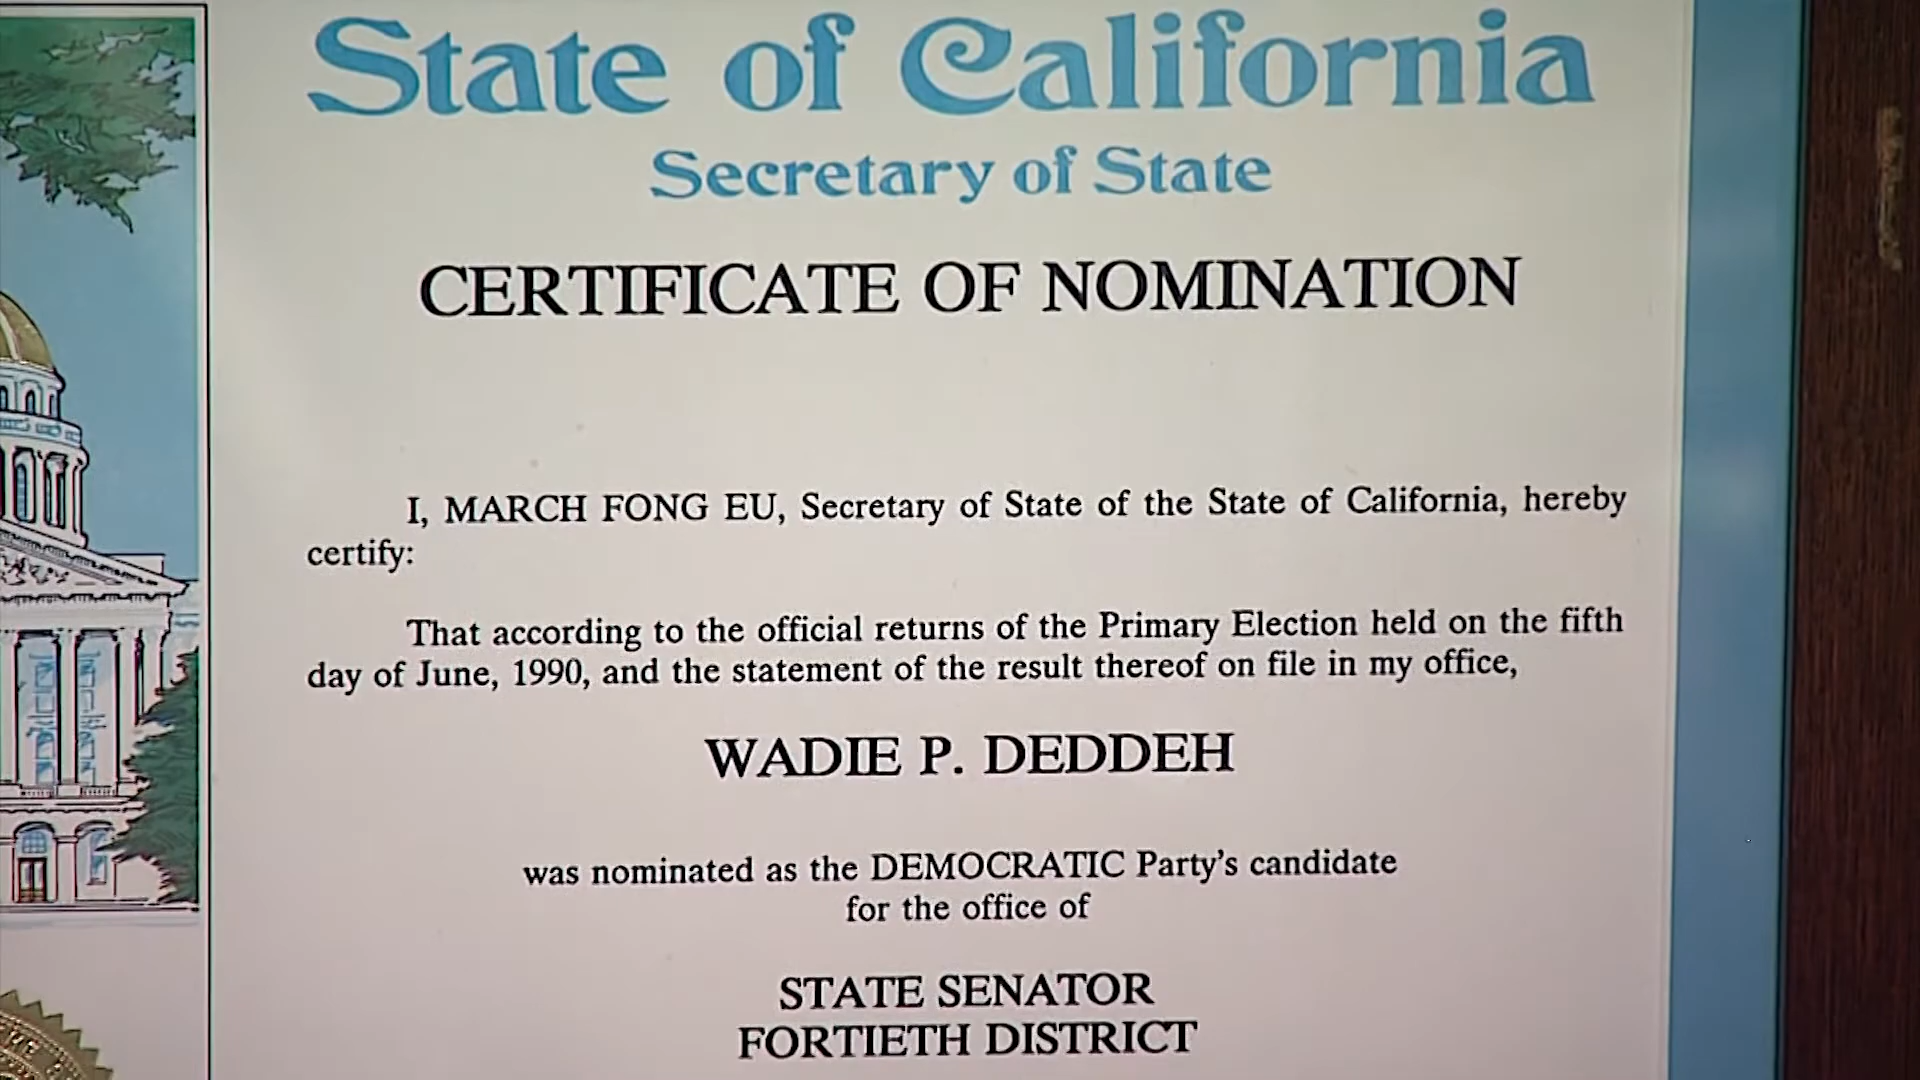 State of California
Secretary of State
CERTIFICATE OF NOMINATION
I, MARCH FONG EU, Secretary of State of the State of California, hereby
certify:
That according to the official returns of the Primary Election held on the fifth
day of June, 1990, and the statement of the result thereof on file in my office,
WADIE P. DEDDEH
was nominated as the DEMOCRATIC Party's candidate
for the office of
STATE SENATOR
FORTIETH DISTRICT